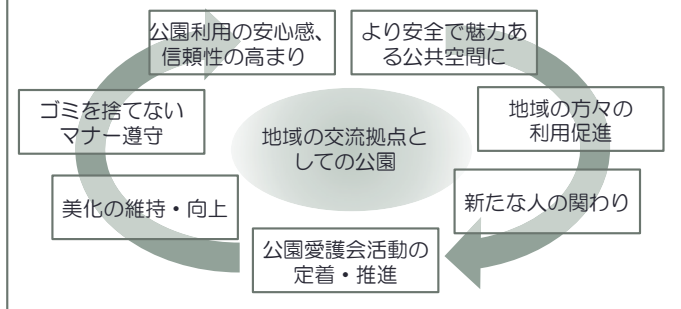 公園利用の安心感、
信頼性の高まり
より安全で魅力あ
る公共空間に
ゴミを捨てない
マナー遵守
地域の方々の
利用促進
地域の交流拠点と
しての公園
美化の維持・向上
新たな人の関わり
公園愛護会活動の
定着・推進